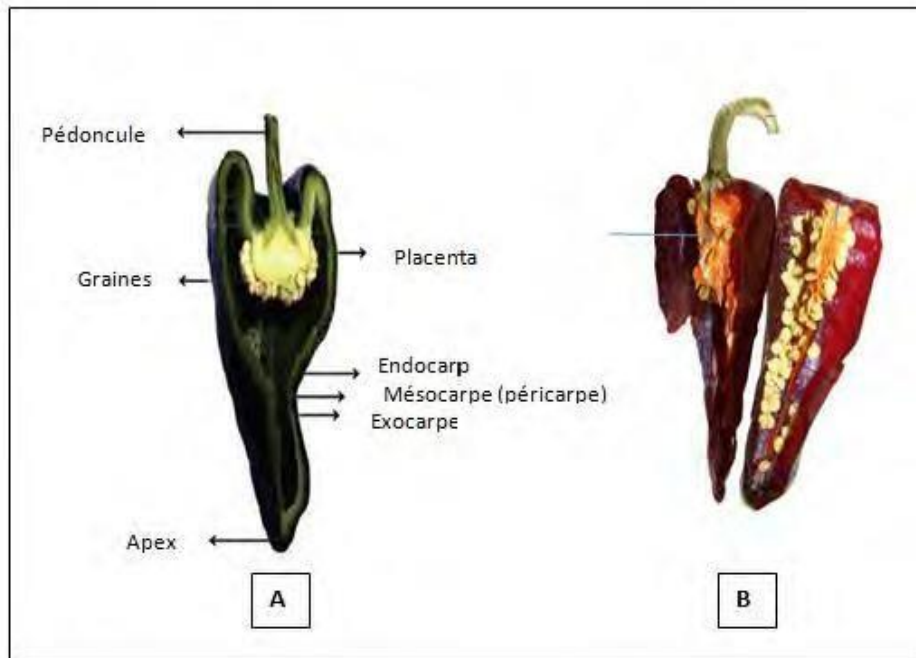 Pédoncule
Placenta
Graines
Endocarp
Mésocarpe (péricarpe)
Exocarpe
Apex
A
B